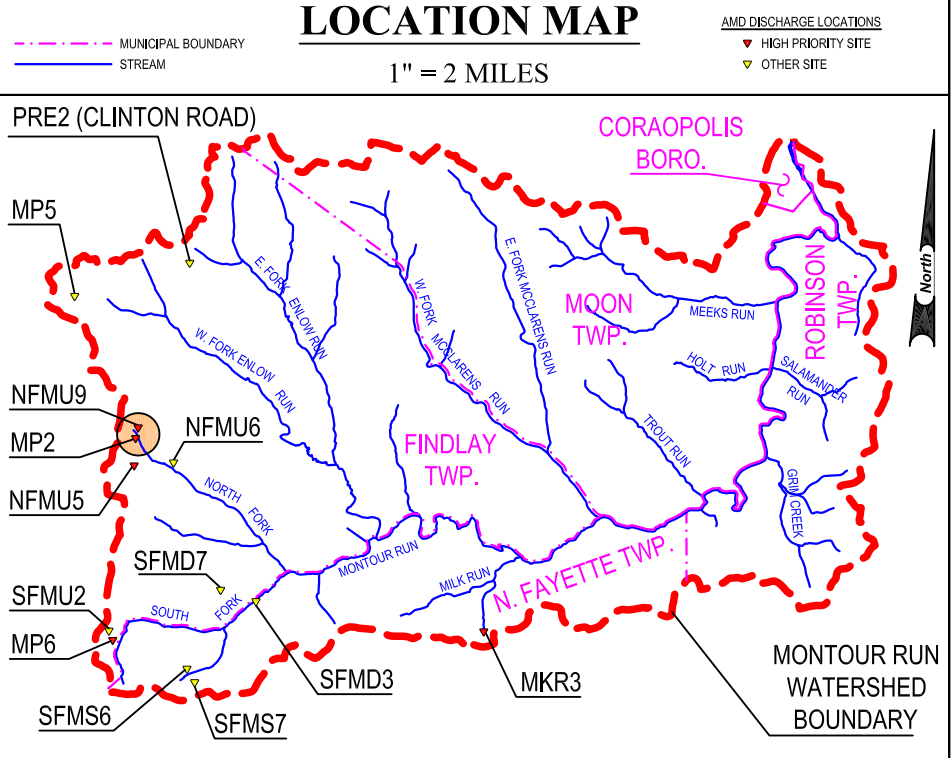 LOCATION MAP
1" = 2 MILES
MUNICIPAL BOUNDARY
STREAM
AMD DISCHARGE LOCATIONS
HIGH PRIORITY SITE
OTHER SITE
PRE2 (CLINTON ROAD)
CORAOPOLIS
BORO.
MP5
North
E. FORK ENLOW RUN
W. FORK ENLOW RUN
W. FORK MCCLARENS RUN
E. FORK MCCLARENS RUN
MOON
TWP.
MEEKS RUN
ROBINSON
TWP.
HOLT RUN
SALAMANDER
RUN
TROUT RUN
GRIM CREEK
NFMU9
MP2
NFMU6
NFMU5
FINDLAY
TWP.
NORTH FORK
MONTOUR RUN
MILK RUN
N. FAYETTE TWP.
SFMD7
SFMU2
MP6
SOUTH FORK
SFMD3
MKR3
SFMS6
SFMS7
MONTOUR RUN
WATERSHED
BOUNDARY